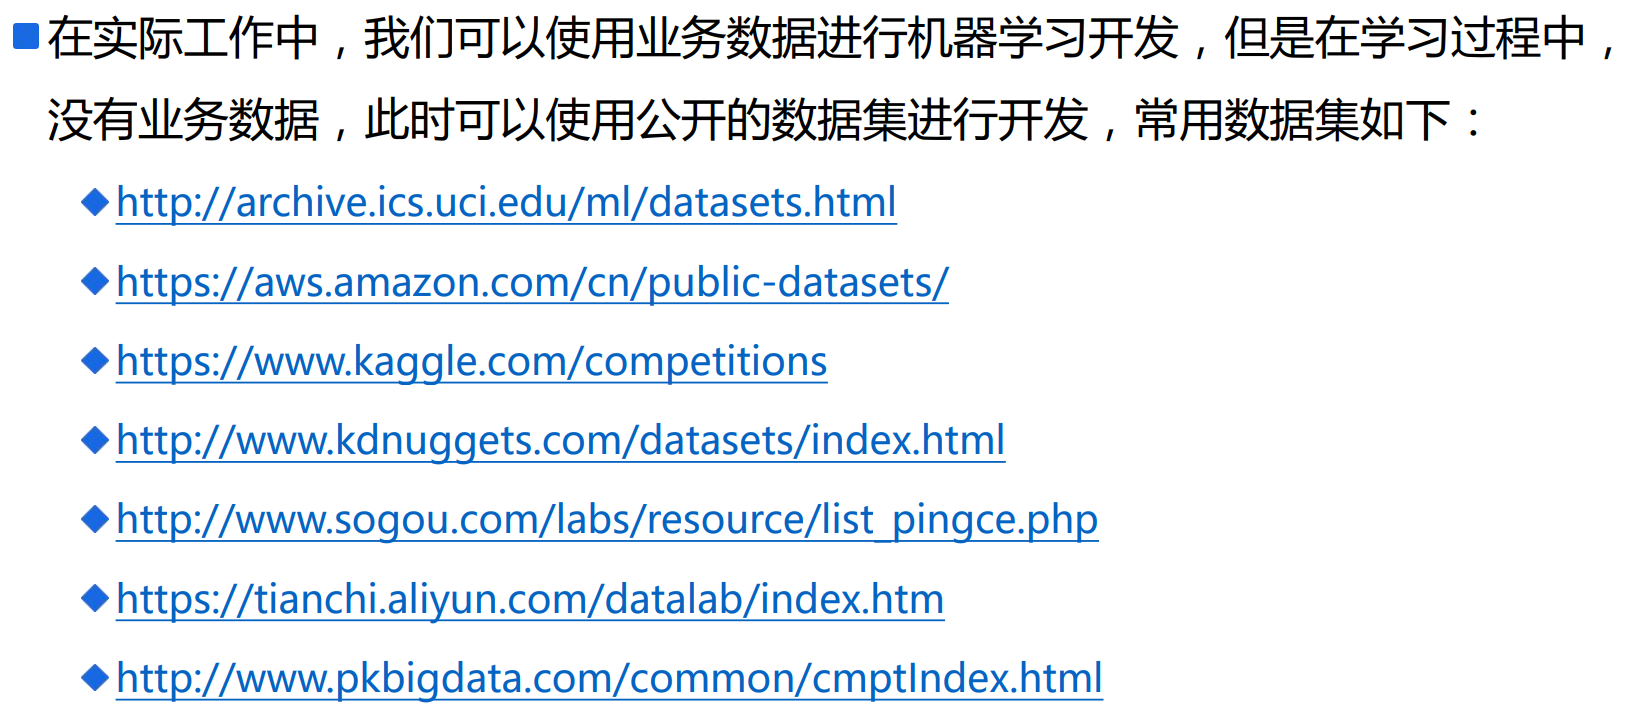 在实际工作中，我们可以使用业务数据进行机器学习开发，但是在学习过程中，
没有业务数据，此时可以使用公开的数据集进行开发，常用数据集如下：
http://archive.ics.uci.edu/ml/datasets.html
https://aws.amazon.com/cn/public-datasets/
https://www.kaggle.com/competitions
http://www.kdnuggets.com/datasets/index.html
http://www.sogou.com/labs/resource/list_pingce.php
https://tianchi.aliyun.com/datalab/index.htm
http://www.pkbigdata.com/common/cmptIndex.html